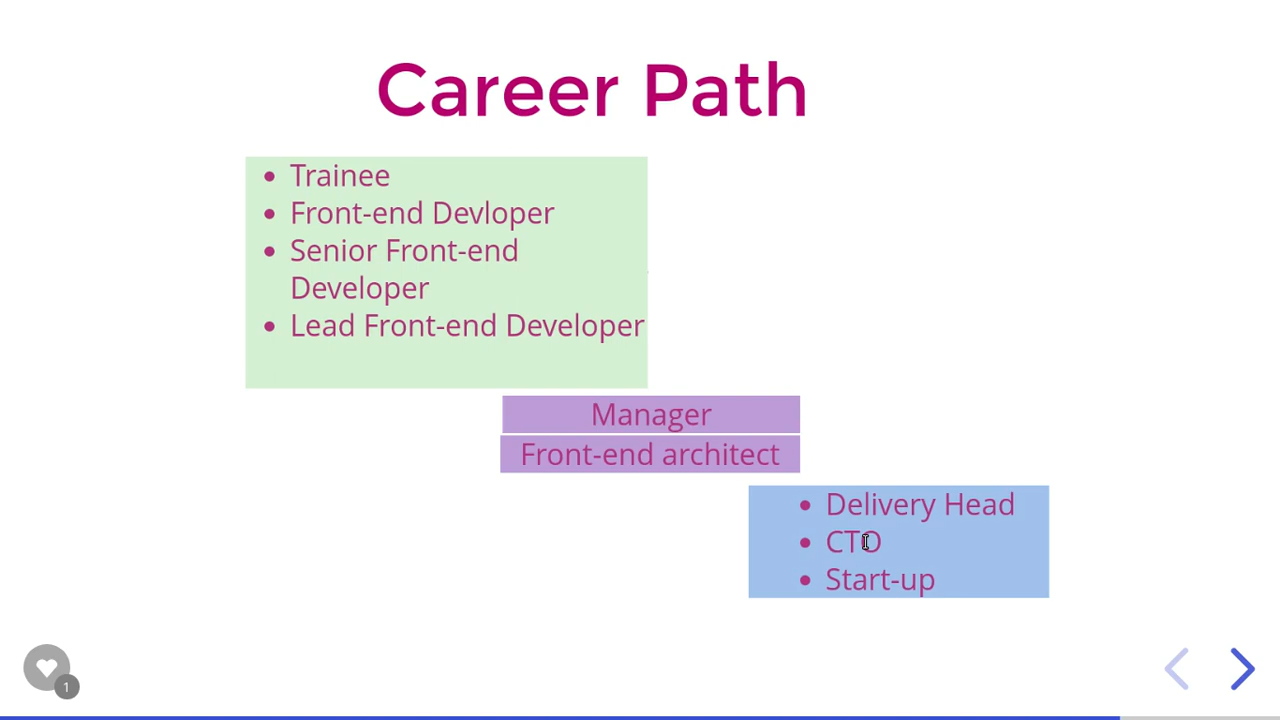 Career Path
Trainee
Front-end Devloper
Senior Front-end
Developer
Lead Front-end Developer
Manager
Front-end architect
Delivery Head
CTO
Start-up
1